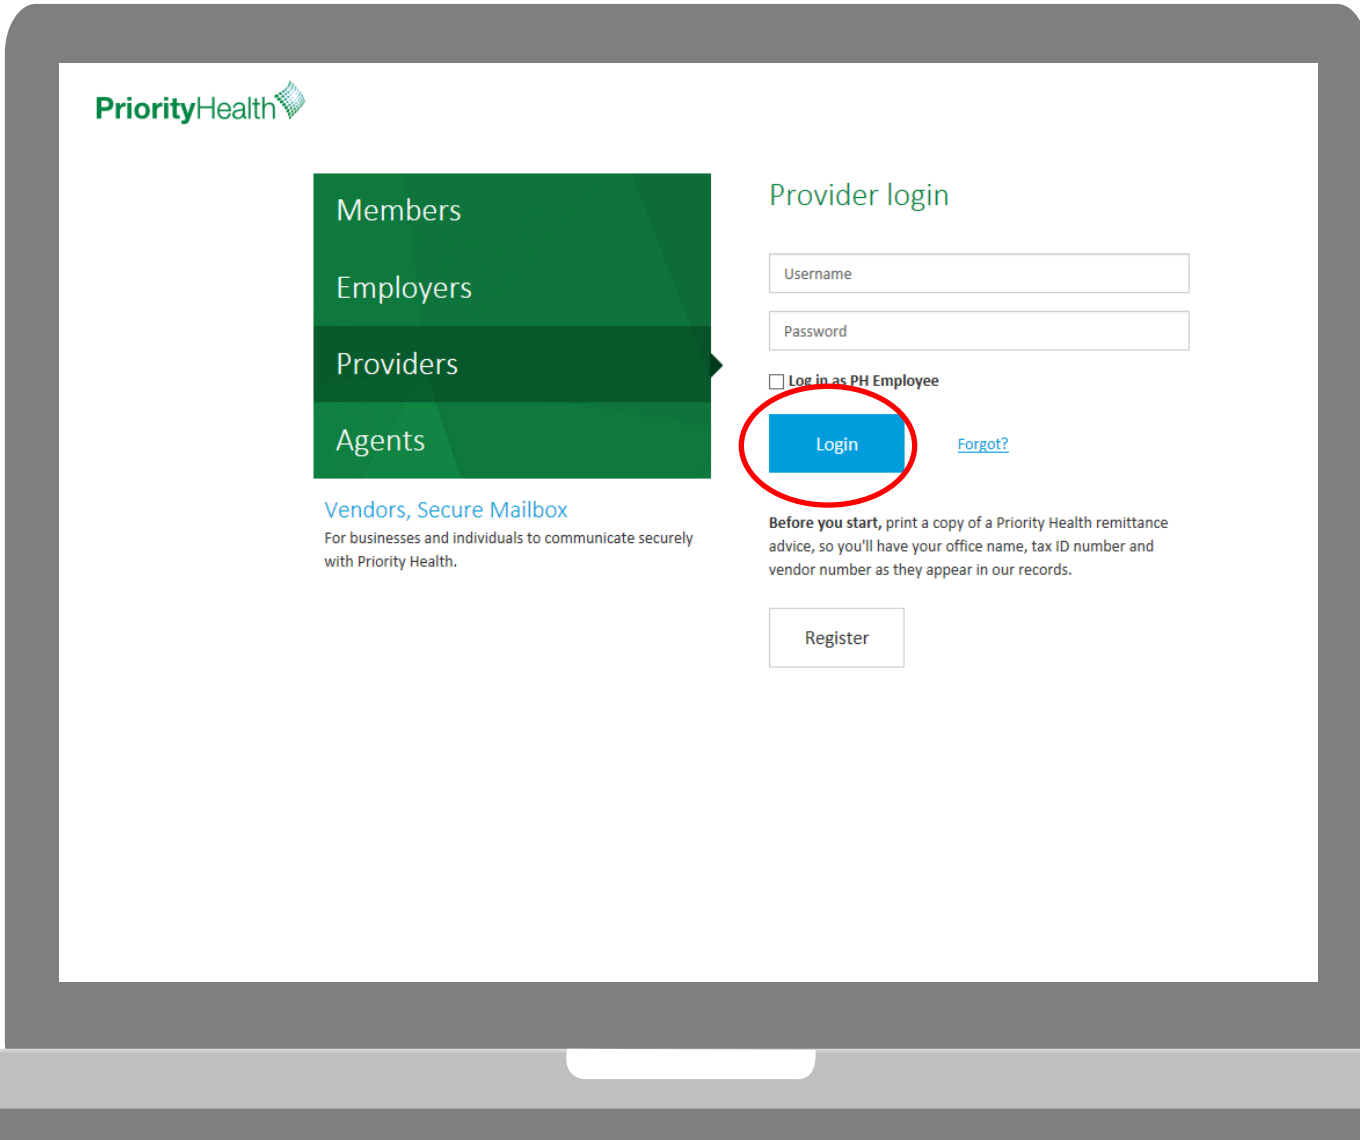 PriorityHealth
Members
Employers
Providers
Agents
Vendors, Secure Mailbox
For businesses and individuals to communicate securely
with Priority Health.
Provider login
Username
Password
Log in as PH Employee
Login
Forgot?
Before you start, print a copy of a Priority Health remittance
advice, so you'll have your office name, tax ID number and
vendor number as they appear in our records.
Register